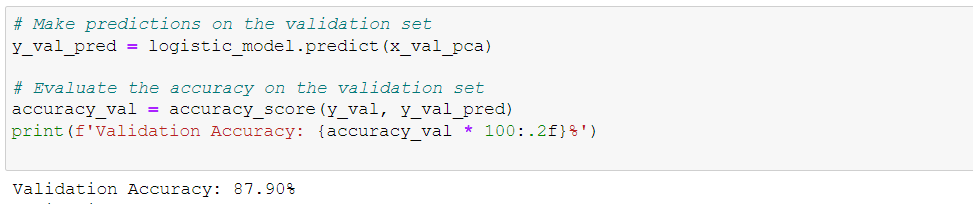 # Make predictions on the validation set
y_val_pred = logistic_model.predict(x_val_pca)
# Evaluate the accuracy on the validation set
accuracy_val = accuracy_score(y_val, y_val_pred)
print(f'Validation Accuracy: {accuracy_val * 100:.2f}%')
Validation Accuracy: 87.90%